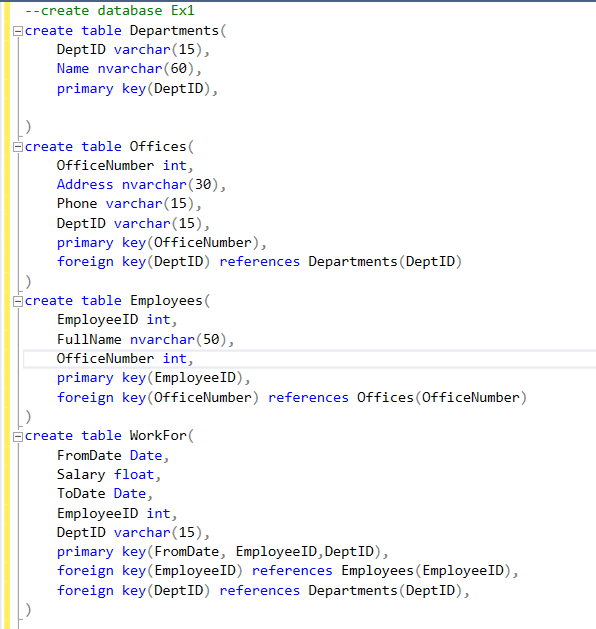 --create database Ex1
create table Departments(
DeptID varchar(15),
Name nvarchar(60),
primary key(DeptID),
)
create table Offices(
OfficeNumber int,
Address nvarchar(30),
Phone varchar(15),
DeptID varchar(15),
primary key(OfficeNumber),
foreign key(DeptID) references Departments(DeptID)
)
create table Employees(
EmployeeID int,
FullName nvarchar(50),
OfficeNumber int,
primary key(EmployeeID),
foreign key(OfficeNumber) references Offices(OfficeNumber)
)
create table WorkFor(
FromDate Date,
Salary float,
ToDate Date,
EmployeeID int,
DeptID varchar(15),
primary key(FromDate, EmployeeID,DeptID),
foreign key(EmployeeID) references Employees(EmployeeID),
foreign key(DeptID) references Departments(DeptID),
)